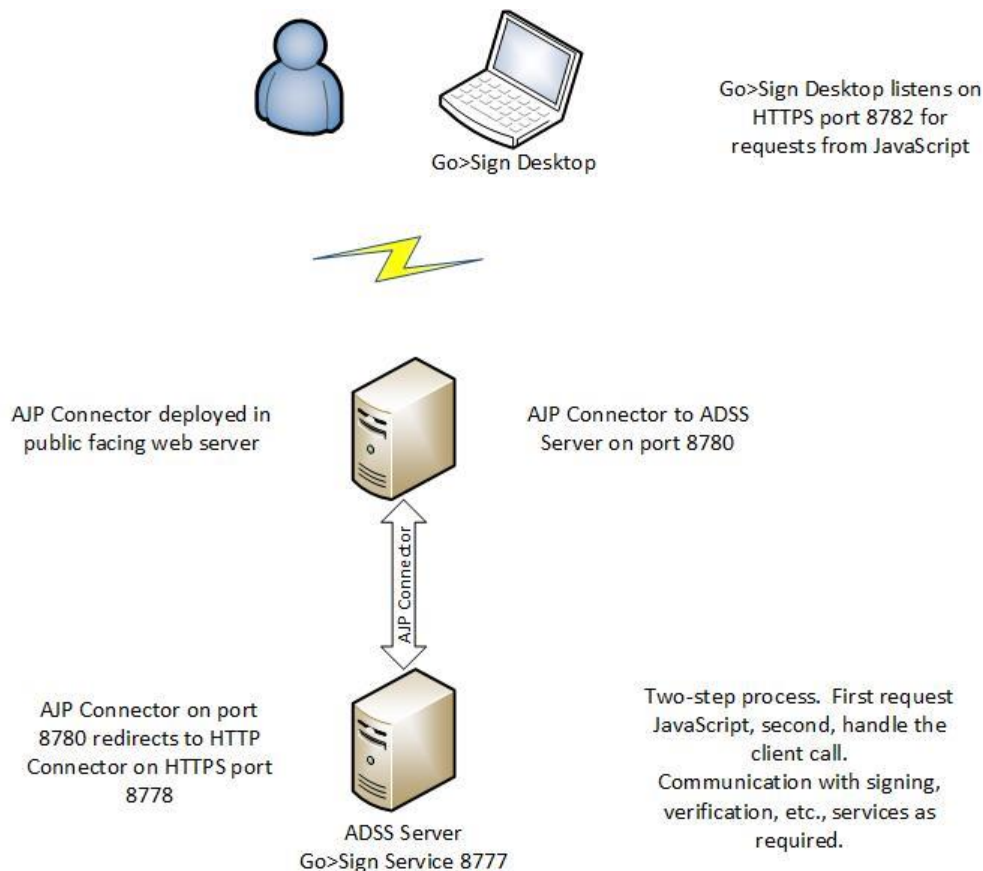 Go>Sign Desktop
Go>Sign Desktop listens on
HTTPS port 8782 for
requests from JavaScript
AJP Connector deployed in
public facing web server
AJP Connector to ADSS
Server on port 8780
AJP Connector
AJP Connector on port
8780 redirects to HTTP
Connector on HTTPS port
8778
ADSS Server
Go>Sign Service 8777
Two-step process. First request
JavaScript, second, handle the
client call.
Communication with signing,
verification, etc., services as
required.